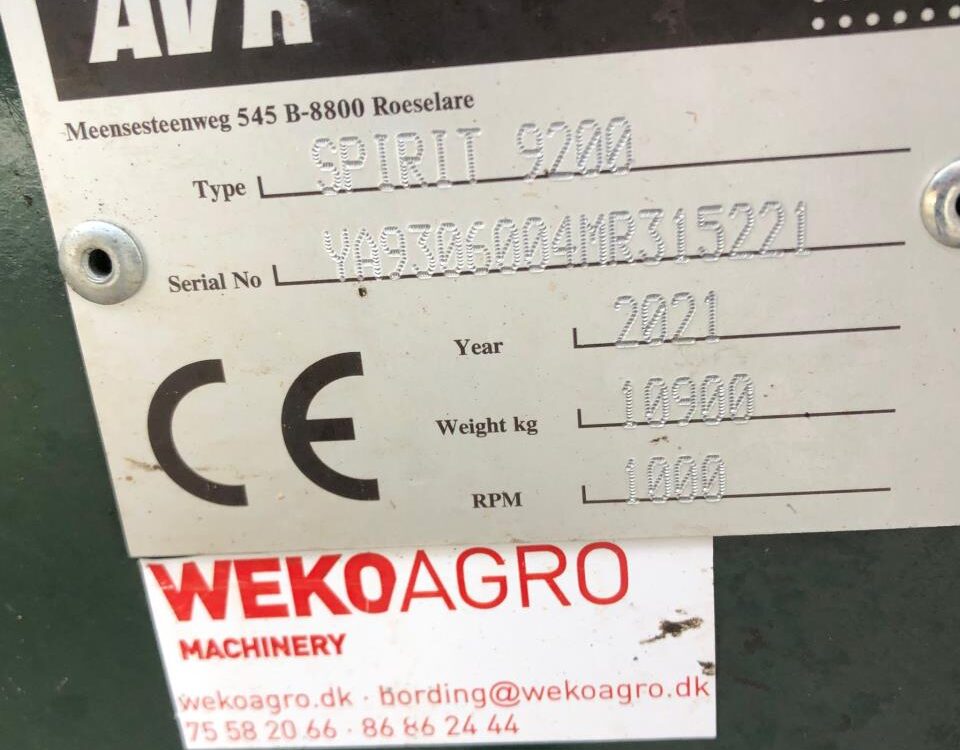 AVR
Meensesteenweg 545 B-8800 Roeselare
Type SPIRIT 9200
Serial No YA9306004MR315221
Year 2021
Weight kg 10900
RPM 1000
CE
WEKOAGRO
MACHINERY
wekoagro.dk · bording@wekoagro.dk
75 58 20 66 · 86 86 24 44